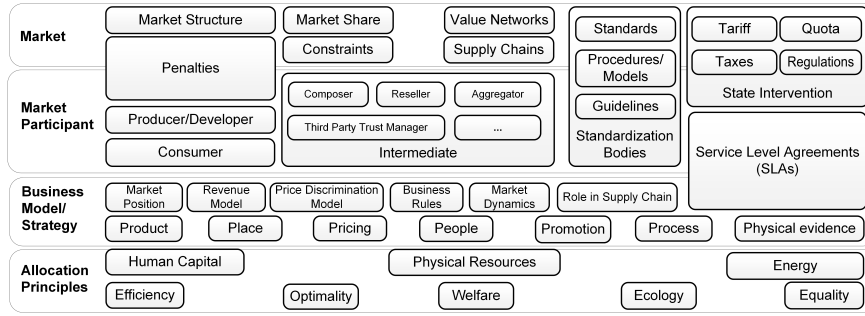 Market
Market Structure
Market Share
Value Networks
Constraints
Supply Chains
Penalties
Standards
Procedures/
Models
Guidelines
Standardization
Bodies
Tariff
Quota
Taxes
Regulations
State Intervention
Market
Participant
Composer
Reseller
Aggregator
Third Party Trust Manager
...
Intermediate
Producer/Developer
Consumer
Service Level Agreements
(SLAs)
Business
Model/
Strategy
Market
Position
Revenue
Model
Price Discrimination
Model
Business
Rules
Market
Dynamics
Role in Supply Chain
Product
Place
Pricing
People
Promotion
Process
Physical evidence
Allocation
Principles
Human Capital
Physical Resources
Energy
Efficiency
Optimality
Welfare
Ecology
Equality